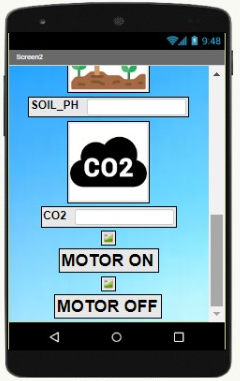 9:48
Screen2
SOIL_PH
CO2
CO2
MOTOR ON
MOTOR OFF